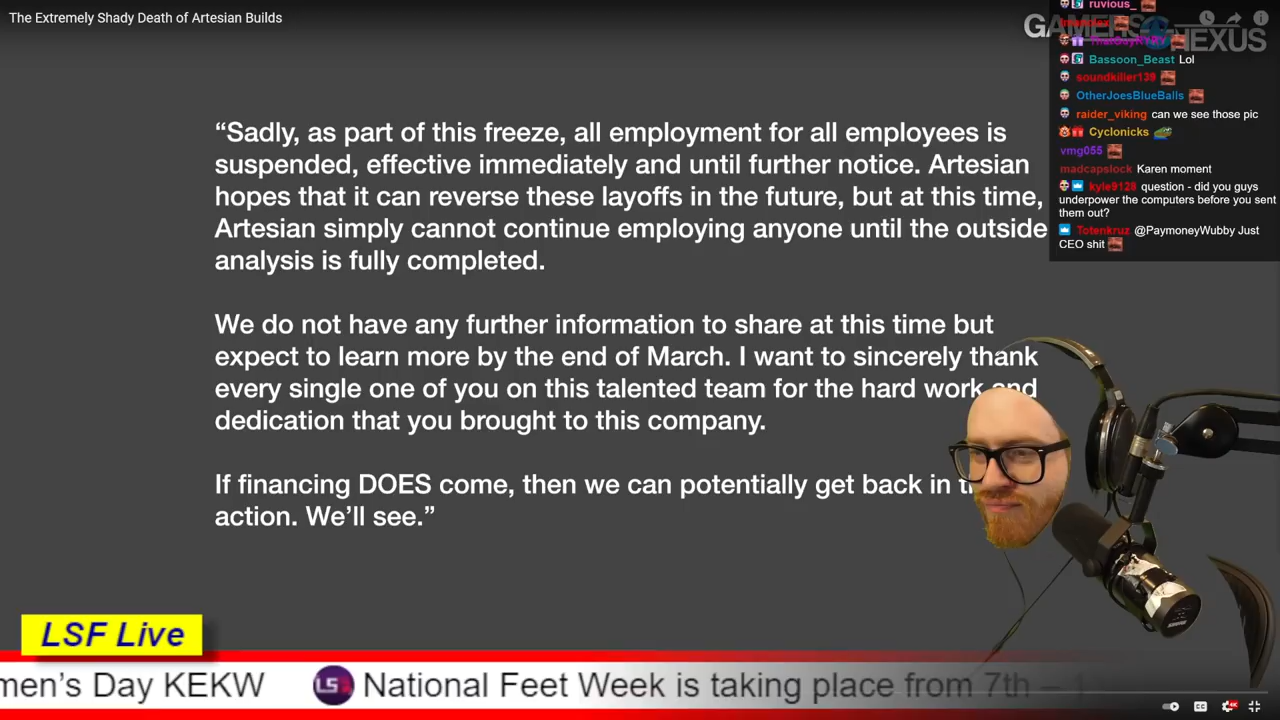 The Extremely Shady Death of Artesian Builds
GAMERS
NEXUS
ruvious_
ThatGuyRyRy
Bassoon_Beast Lol
soundkiller139
OtherJoesBlueBalls
raider_viking can we see those pic
Cyclonicks
vmg055
madcapslock Karen moment
kyle9128 question - did you guys
underpower the computers before you sent
them out?
Totenkruz @PaymoneyWubby Just
CEO shit
“Sadly, as part of this freeze, all employment for all employees is
suspended, effective immediately and until further notice. Artesian
hopes that it can reverse these layoffs in the future, but at this time,
Artesian simply cannot continue employing anyone until the outside
analysis is fully completed.
We do not have any further information to share at this time but
expect to learn more by the end of March. I want to sincerely thank
every single one of you on this talented team for the hard work and
dedication that you brought to this company.
If financing DOES come, then we can potentially get back in
action. We’ll see.”
SHURE
LSF Live
men’s Day KEKW LS National Feet Week is taking place from 7th –
CC
4K